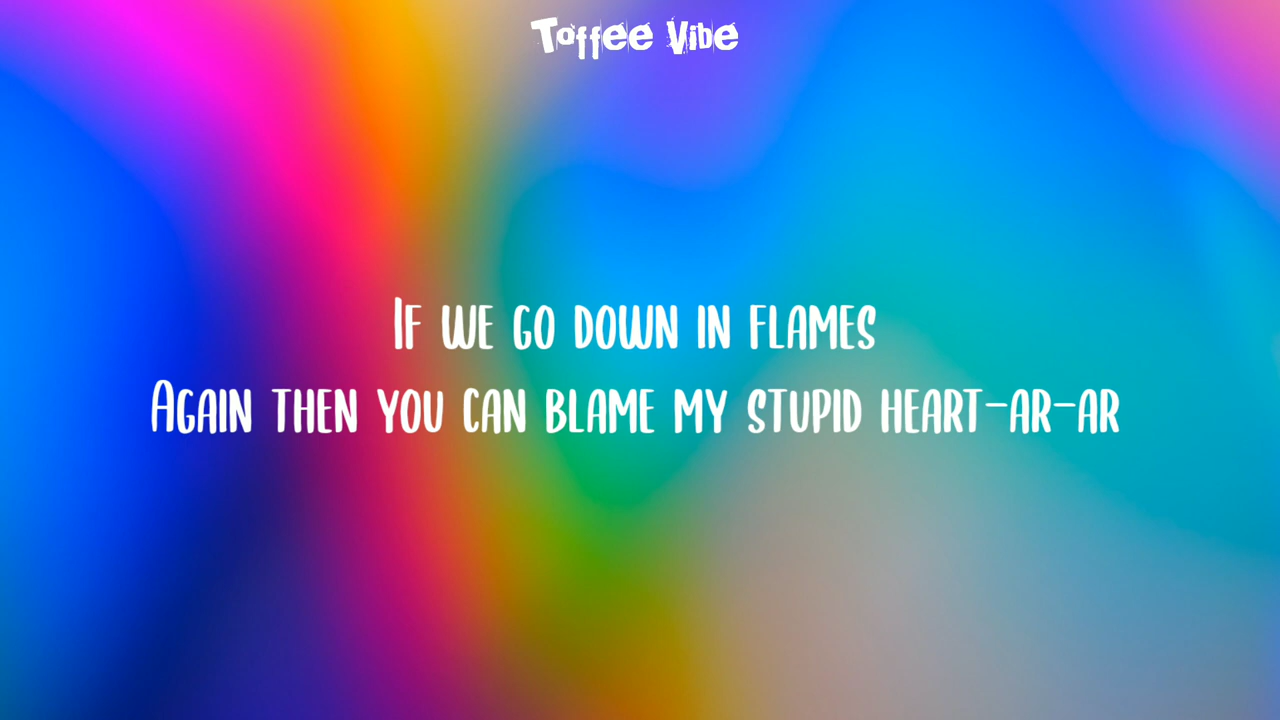 Toffee Vibe
If we go down in flames
Again then you can blame my stupid heart-ar-ar